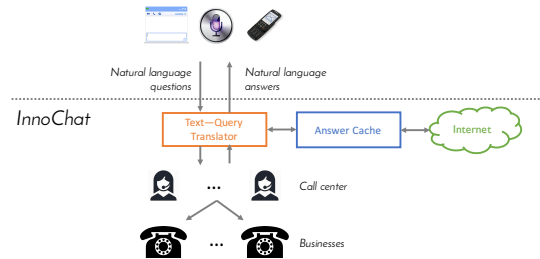 Natural language
questions
Natural language
answers
InnoChat
Text—Query
Translator
Answer Cache
Internet
...
Call center
...
Businesses